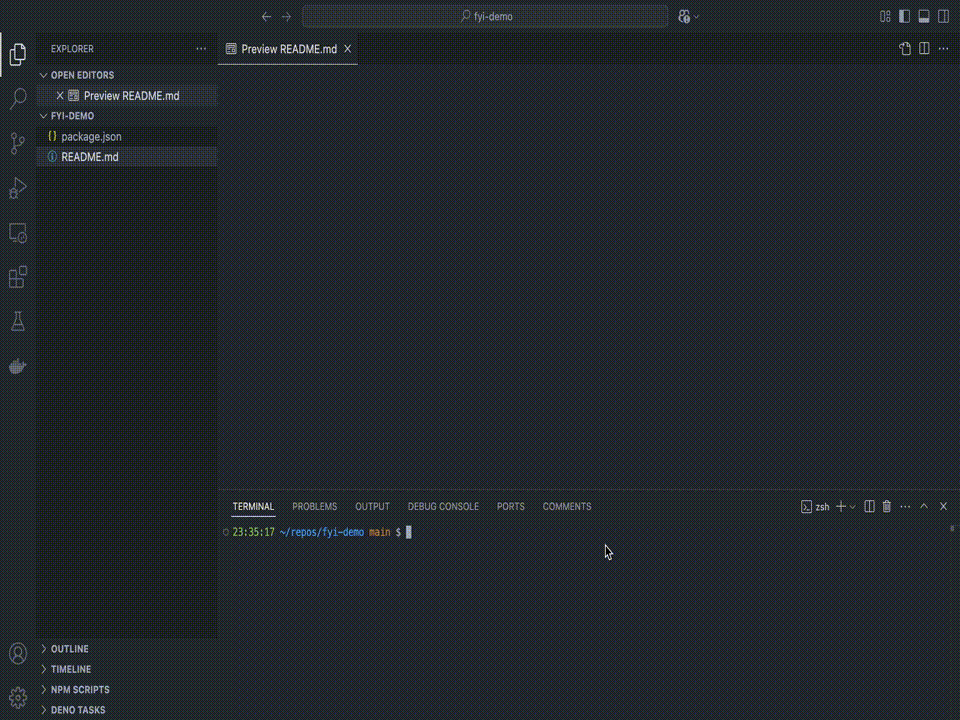 fyi-demo
EXPLORER
Preview README.md
OPEN EDITORS
Preview README.md
FYI-DEMO
{} package.json
README.md
TERMINAL PROBLEMS OUTPUT DEBUG CONSOLE PORTS COMMENTS zsh
23:35:17 ~/repos/fyi-demo main $
OUTLINE
TIMELINE
NPM SCRIPTS
DENO TASKS